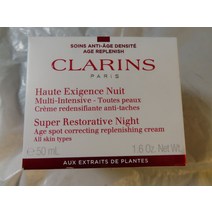 SOINS ANTI-ÂGE DENSITÉ
AGE REPLENISH
CLARINS
PARIS
Haute Exigence Nuit
Multi-Intensive - Toutes peaux
Crème redensifiante anti-taches
Super Restorative Night
Age spot correcting replenishing cream
All skin types
50 mL
1.6 Oz. Net Wt.
AUX EXTRAITS DE PLANTES